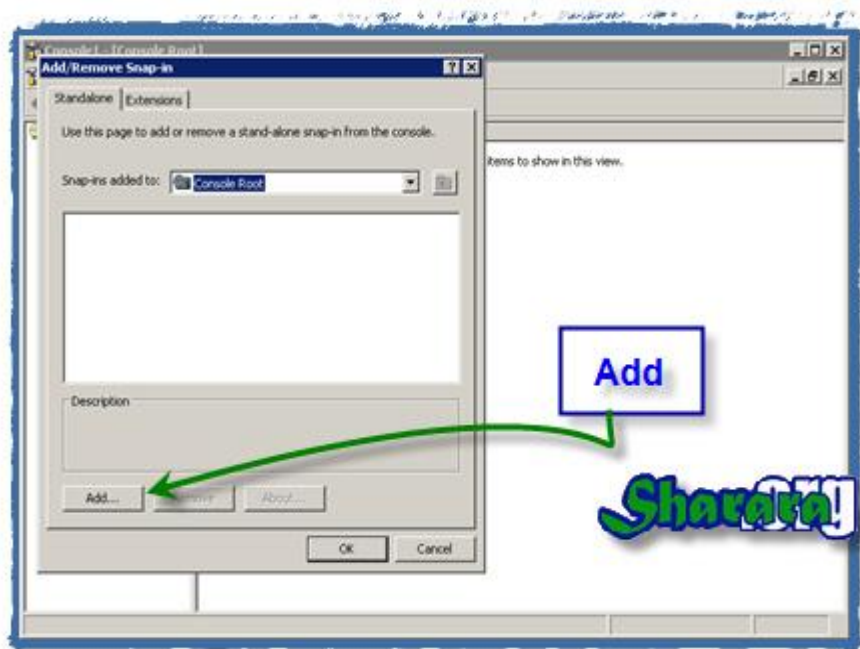 Console1 - [Console Root]
Add/Remove Snap-in
Standalone
Extensions
Use this page to add or remove a stand-alone snap-in from the console.
items to show in this view.
Snap-ins added to:
Console Root
Add
Description
Add...
Remove
About...
Sharara.org
OK
Cancel